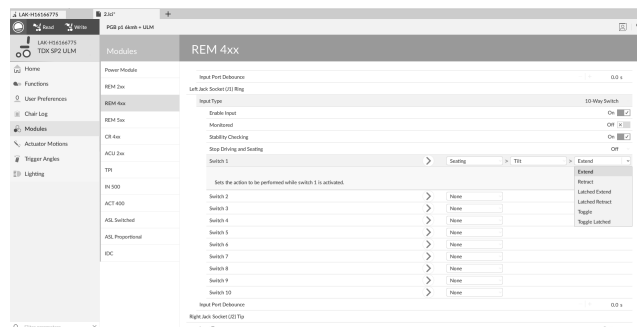 LAK-H16166775
2.lci*
+
Read
Write
PGB p1 6kmh + ULM
LAK-H16166775
TDX SP2 ULM
Modules
REM 4xx
Home
Functions
User Preferences
Chair Log
Modules
Actuator Motions
Trigger Angles
Lighting
Power Module
REM 2xx
REM 4xx
REM 5xx
CR 4xx
ACU 2xx
TPI
IN 500
ACT 400
ASL Switched
ASL Proportional
IDC
Input Port Debounce 0.0 s
Left Jack Socket (J1) Ring
Input Type 10-Way Switch
Enable Input On
Monitored Off
Stability Checking On
Stop Driving and Seating Off
Switch 1 > Seating > Tilt > Extend
Sets the action to be performed while switch 1 is activated.
Extend
Retract
Latched Extend
Latched Retract
Toggle
Toggle Latched
Switch 2 > None
Switch 3 > None
Switch 4 > None
Switch 5 > None
Switch 6 > None
Switch 7 > None
Switch 8 > None
Switch 9 > None
Switch 10 > None
Input Port Debounce 0.0 s
Right Jack Socket (J2) Tip